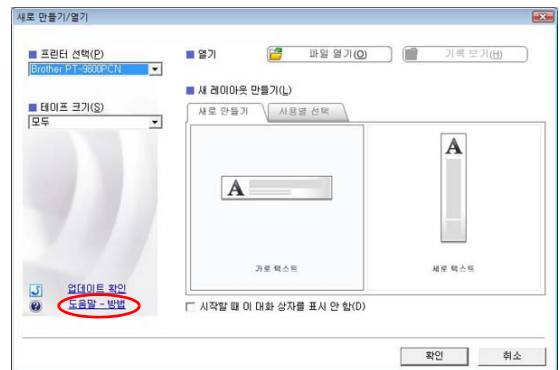 새로 만들기/열기
프린터 선택(P)
Brother PT-9800PCN
테이프 크기(S)
모두
업데이트 확인
도움말 - 방법
열기
파일 열기(O)
기록 보기(H)
새 레이아웃 만들기(L)
새로 만들기
사용별 선택
A
가로 텍스트
A
세로 텍스트
시작할 때 이 대화 상자를 표시 안 함(D)
확인
취소